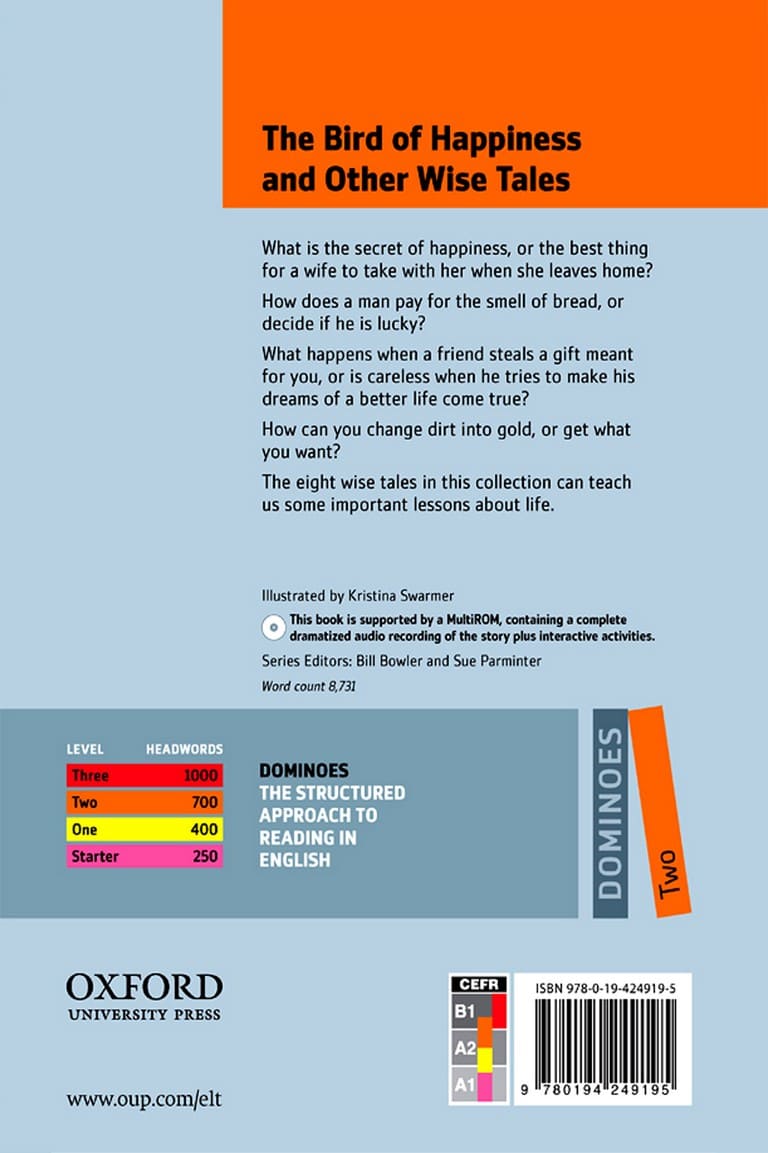 The Bird of Happiness
and Other Wise Tales
What is the secret of happiness, or the best thing
for a wife to take with her when she leaves home?
How does a man pay for the smell of bread, or
decide if he is lucky?
What happens when a friend steals a gift meant
for you, or is careless when he tries to make his
dreams of a better life come true?
How can you change dirt into gold, or get what
you want?
The eight wise tales in this collection can teach
us some important lessons about life.
Illustrated by Kristina Swarmer
This book is supported by a MultiROM, containing a complete
dramatized audio recording of the story plus interactive activities.
Series Editors: Bill Bowler and Sue Parminter
Word count 8,731
LEVEL HEADWORDS
Three 1000
Two 700
One 400
Starter 250
DOMINOES
THE STRUCTURED
APPROACH TO
READING IN
ENGLISH
DOMINOES
Two
OXFORD
UNIVERSITY PRESS
www.oup.com/elt
CEFR
B1
A2
A1
ISBN 978-0-19-424919-5
9 780194 249195